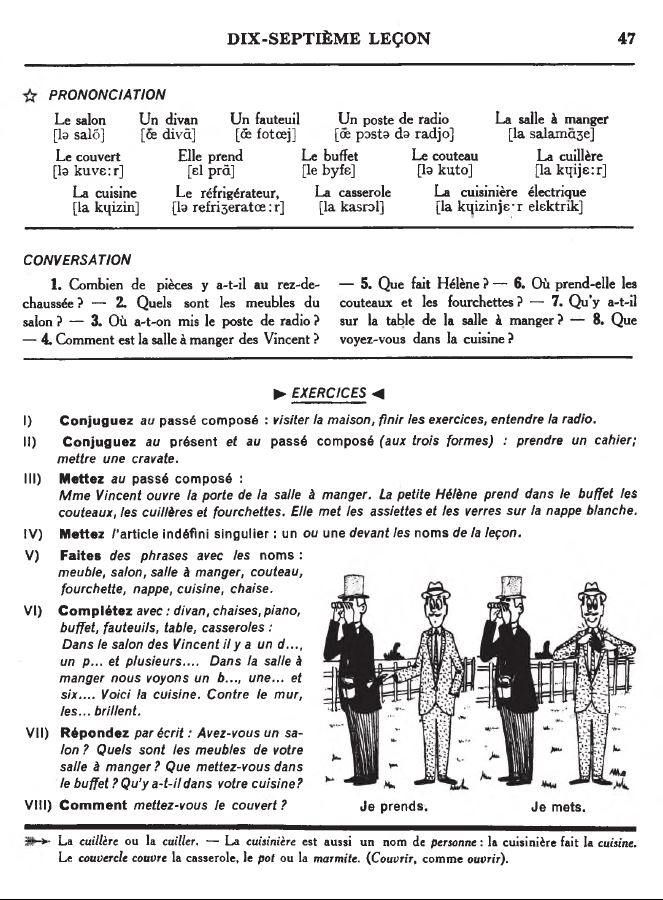 DIX-SEPTIÈME LEÇON 47
☆ PRONONCIATION
Le salon Un divan Un fauteuil Un poste de radio La salle à manger
[lə salõ] [œ̃ divɑ̃] [œ̃ fotœj] [œ̃ pɔstə də radjo] [la salamɑ̃ʒe]
Le couvert Elle prend Le buffet Le couteau La cuillère
[lə kuvɛ:r] [ɛl prɑ̃] [le byfɛ] [lə kuto] [la kɥijɛ:r]
La cuisine Le réfrigérateur, La casserole La cuisinière électrique
[la kɥizin] [lə refriʒeratœ:r] [la kasrɔl] [la kɥizinjɛ·r elɛktrik]
CONVERSATION
1. Combien de pièces y a-t-il au rez-de-
chaussée ? — 2. Quels sont les meubles du
salon ? — 3. Où a-t-on mis le poste de radio ?
— 4. Comment est la salle à manger des Vincent ?
— 5. Que fait Hélène ? — 6. Où prend-elle les
couteaux et les fourchettes ? — 7. Qu'y a-t-il
sur la table de la salle à manger ? — 8. Que
voyez-vous dans la cuisine ?
► EXERCICES ◄
I) Conjuguez au passé composé : visiter la maison, finir les exercices, entendre la radio.
II) Conjuguez au présent et au passé composé (aux trois formes) : prendre un cahier;
mettre une cravate.
III) Mettez au passé composé :
Mme Vincent ouvre la porte de la salle à manger. La petite Hélène prend dans le buffet les
couteaux, les cuillères et fourchettes. Elle met les assiettes et les verres sur la nappe blanche.
IV) Mettez l'article indéfini singulier : un ou une devant les noms de la leçon.
V) Faites des phrases avec les noms :
meuble, salon, salle à manger, couteau,
fourchette, nappe, cuisine, chaise.
VI) Complétez avec : divan, chaises, piano,
buffet, fauteuils, table, casseroles :
Dans le salon des Vincent il y a un d...,
un p... et plusieurs.... Dans la salle à
manger nous voyons un b..., une... et
six.... Voici la cuisine. Contre le mur,
les... brillent.
VII) Répondez par écrit : Avez-vous un sa-
lon ? Quels sont les meubles de votre
salle à manger ? Que mettez-vous dans
le buffet ? Qu'y a-t-il dans votre cuisine?
VIII) Comment mettez-vous le couvert ?
Je prends. Je mets.
➳ La cuillère ou la cuiller. — La cuisinière est aussi un nom de personne : la cuisinière fait la cuisine.
Le couvercle couvre la casserole, le pot ou la marmite. (Couvrir, comme ouvrir).